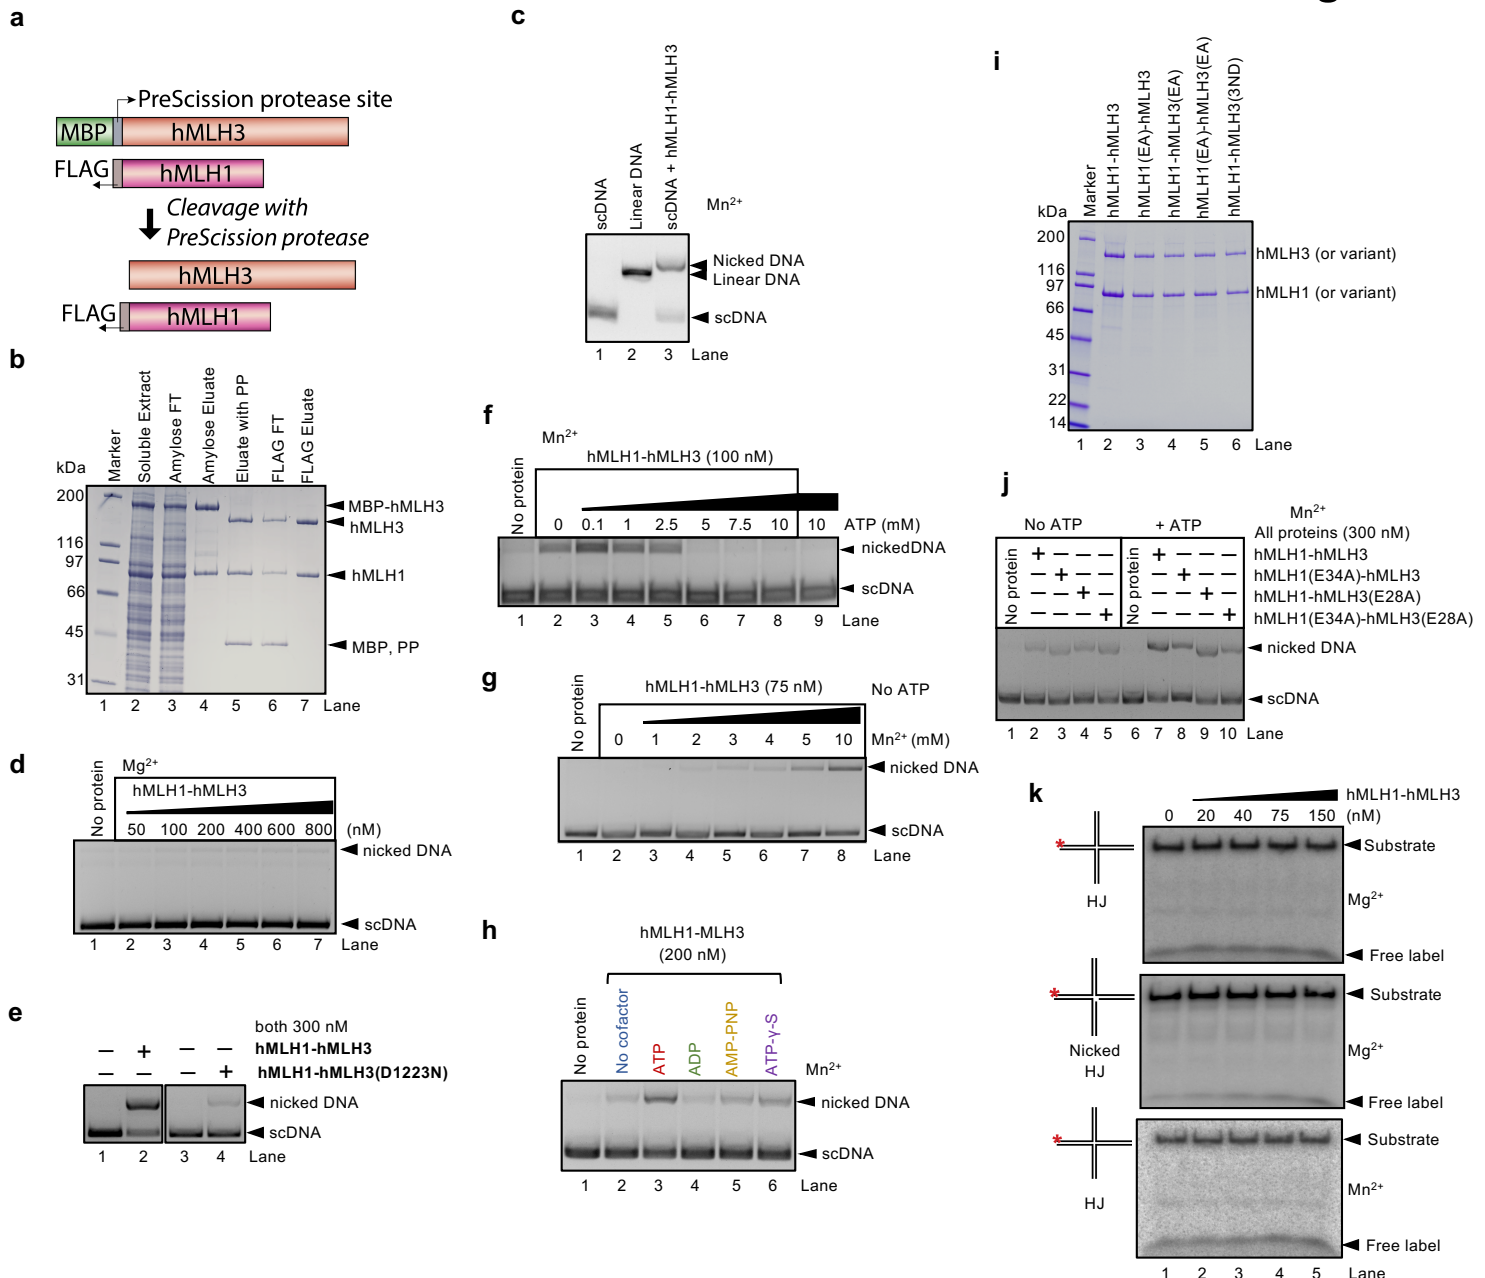 a
PreScission protease site
MBP
hMLH3
FLAG
hMLH1
Cleavage with
PreScission protease
hMLH3
FLAG
hMLH1
b
kDa
Marker
Soluble Extract
Amylose FT
Amylose Eluate
Eluate with PP
FLAG FT
FLAG Eluate
200
116
97
66
45
31
MBP-hMLH3
hMLH3
hMLH1
MBP, PP
1 2 3 4 5 6 7 Lane
c
scDNA
Linear DNA
scDNA + hMLH1-hMLH3
Mn2+
Nicked DNA
Linear DNA
scDNA
1 2 3 Lane
d
No protein
Mg2+
hMLH1-hMLH3
50 100 200 400 600 800 (nM)
nicked DNA
scDNA
1 2 3 4 5 6 7 Lane
e
both 300 nM
– + – – hMLH1-hMLH3
– – – + hMLH1-hMLH3(D1223N)
nicked DNA
scDNA
1 2 3 4 Lane
f
Mn2+
No protein
hMLH1-hMLH3 (100 nM)
0 0.1 1 2.5 5 7.5 10 10 ATP (mM)
nickedDNA
scDNA
1 2 3 4 5 6 7 8 9 Lane
g
No protein
hMLH1-hMLH3 (75 nM)
No ATP
0 1 2 3 4 5 10 Mn2+ (mM)
nicked DNA
scDNA
1 2 3 4 5 6 7 8 Lane
h
hMLH1-MLH3
(200 nM)
No protein
No cofactor
ATP
ADP
AMP-PNP
ATP-γ-S
Mn2+
nicked DNA
scDNA
1 2 3 4 5 6 Lane
i
kDa
Marker
hMLH1-hMLH3
hMLH1(EA)-hMLH3
hMLH1-hMLH3(EA)
hMLH1(EA)-hMLH3(EA)
hMLH1-hMLH3(3ND)
200
116
97
66
45
31
22
14
hMLH3 (or variant)
hMLH1 (or variant)
1 2 3 4 5 6 Lane
j
No ATP
+ ATP
Mn2+
All proteins (300 nM)
No protein
No protein
+ – – – + – – – hMLH1-hMLH3
– + – – – + – – hMLH1(E34A)-hMLH3
– – + – – – + – hMLH1-hMLH3(E28A)
– – – + – – – + hMLH1(E34A)-hMLH3(E28A)
nicked DNA
scDNA
1 2 3 4 5 6 7 8 9 10 Lane
k
hMLH1-hMLH3
0 20 40 75 150 (nM)
*
HJ
Substrate
Mg2+
Free label
*
Nicked
HJ
Substrate
Mg2+
Free label
*
HJ
Substrate
Mn2+
Free label
1 2 3 4 5 Lane